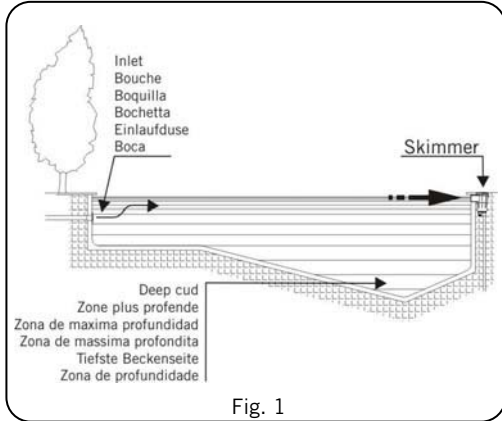 Inlet
Bouche
Boquilla
Bochetta
Einlaufduse
Boca
Skimmer
Deep cud
Zone plus profende
Zona de maxima profundidad
Zona de massima profondita
Tiefste Beckenseite
Zona de profundidade
Fig. 1